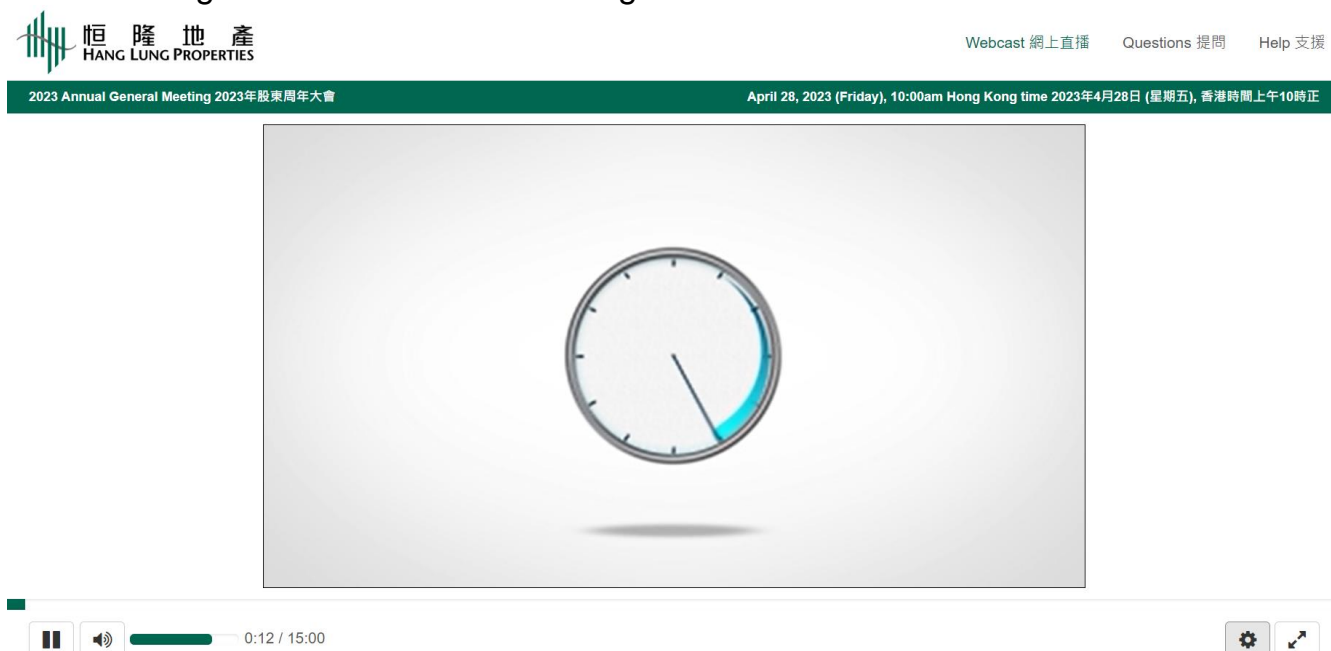 恒隆地產
HANG LUNG PROPERTIES
Webcast 網上直播 Questions 提問 Help 支援
2023 Annual General Meeting 2023年股東周年大會 April 28, 2023 (Friday), 10:00am Hong Kong time 2023年4月28日 (星期五), 香港時間上午10時正
0:12 / 15:00